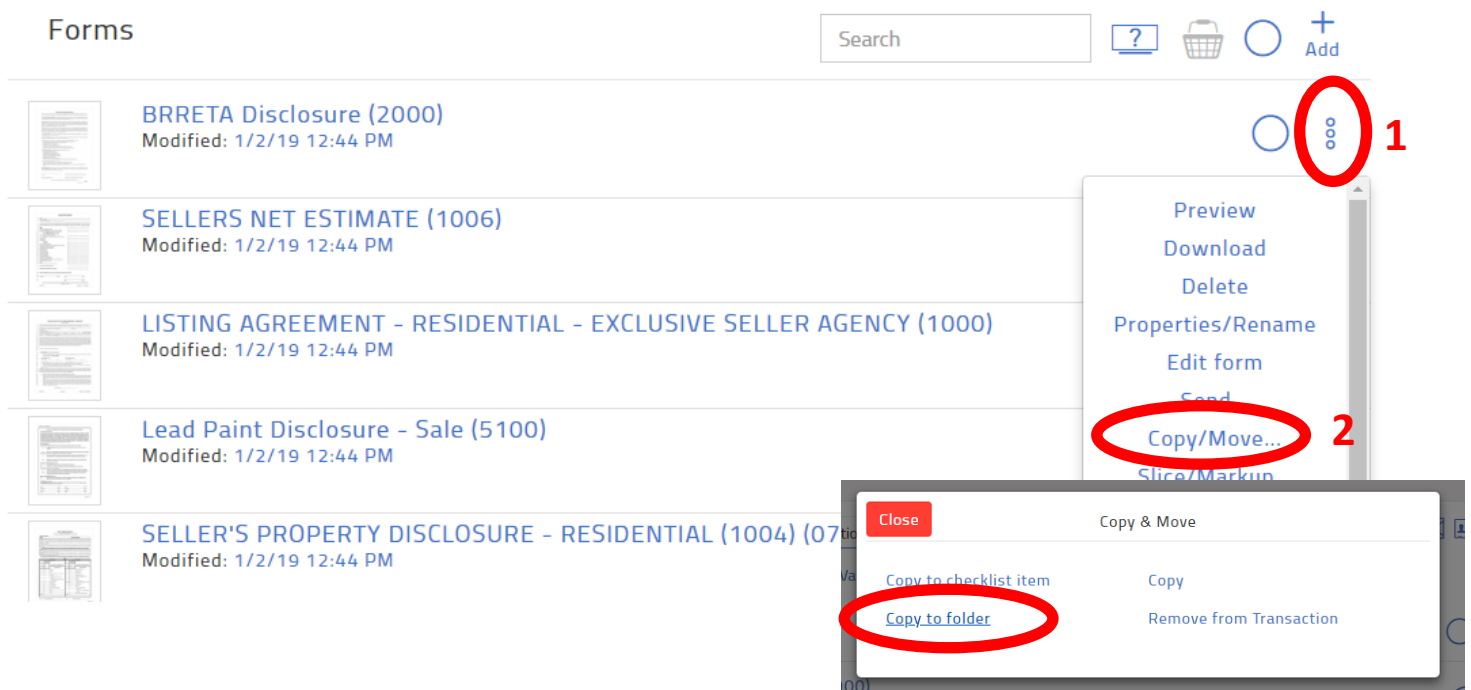 Forms
Search
?
Add
BRRETA Disclosure (2000)
Modified: 1/2/19 12:44 PM
1
SELLERS NET ESTIMATE (1006)
Modified: 1/2/19 12:44 PM
LISTING AGREEMENT - RESIDENTIAL - EXCLUSIVE SELLER AGENCY (1000)
Modified: 1/2/19 12:44 PM
Lead Paint Disclosure - Sale (5100)
Modified: 1/2/19 12:44 PM
SELLER'S PROPERTY DISCLOSURE - RESIDENTIAL (1004) (07
Modified: 1/2/19 12:44 PM
Preview
Download
Delete
Properties/Rename
Edit form
Send
Copy/Move...
2
Slice/Markup
Close
Copy & Move
Copy to checklist item
Copy
Copy to folder
Remove from Transaction